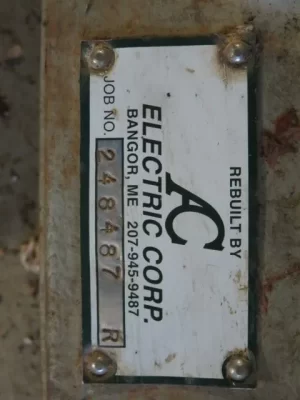 REBUILT BY
AC
ELECTRIC CORP.
BANGOR, ME 207-945-9487
JOB NO. 248487 R